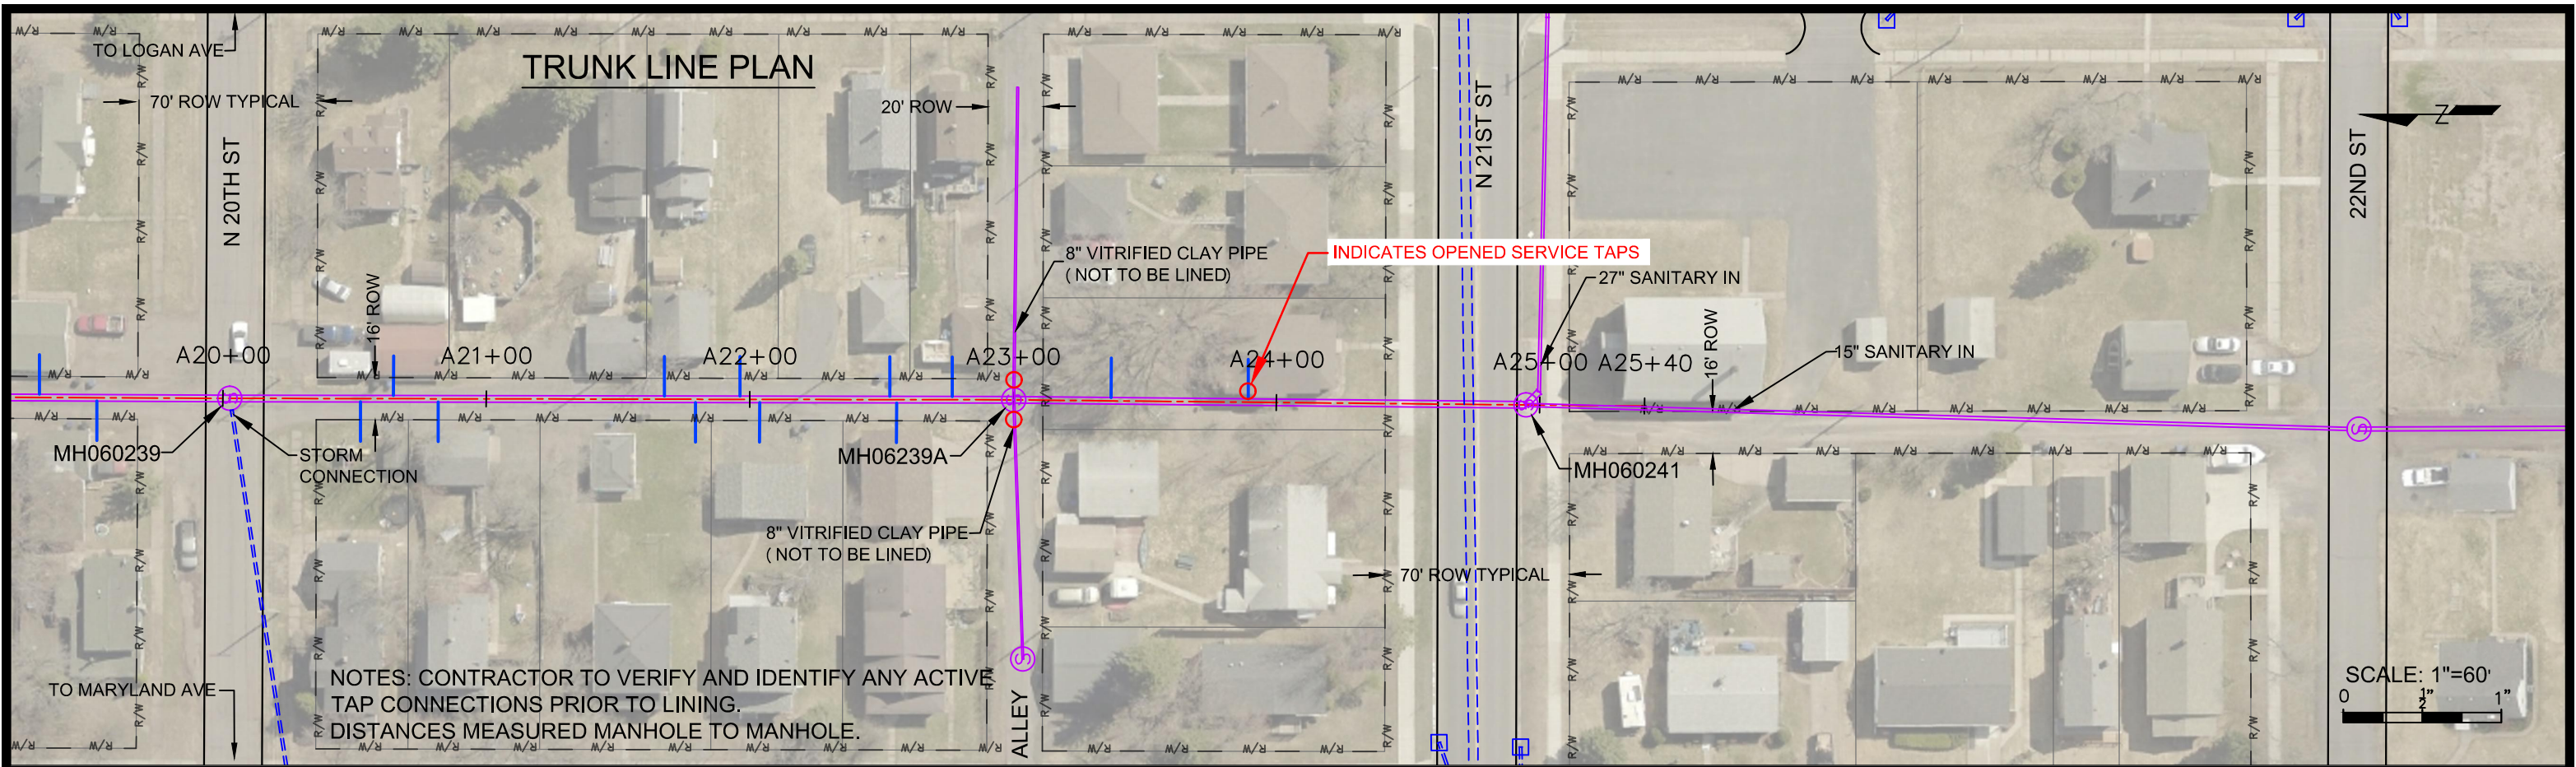 TO LOGAN AVE
TRUNK LINE PLAN
70' ROW TYPICAL
20' ROW
N 20TH ST
N 21ST ST
22ND ST
Z
8" VITRIFIED CLAY PIPE
( NOT TO BE LINED)
INDICATES OPENED SERVICE TAPS
27" SANITARY IN
16' ROW
16' ROW
15" SANITARY IN
A20+00
A21+00
A22+00
A23+00
A24+00
A25+00
A25+40
MH060239
STORM
CONNECTION
MH06239A
MH060241
8" VITRIFIED CLAY PIPE
( NOT TO BE LINED)
70' ROW TYPICAL
TO MARYLAND AVE
NOTES: CONTRACTOR TO VERIFY AND IDENTIFY ANY ACTIVE
TAP CONNECTIONS PRIOR TO LINING.
DISTANCES MEASURED MANHOLE TO MANHOLE.
ALLEY
SCALE: 1"=60'
0 1/2" 1"
R/W
S